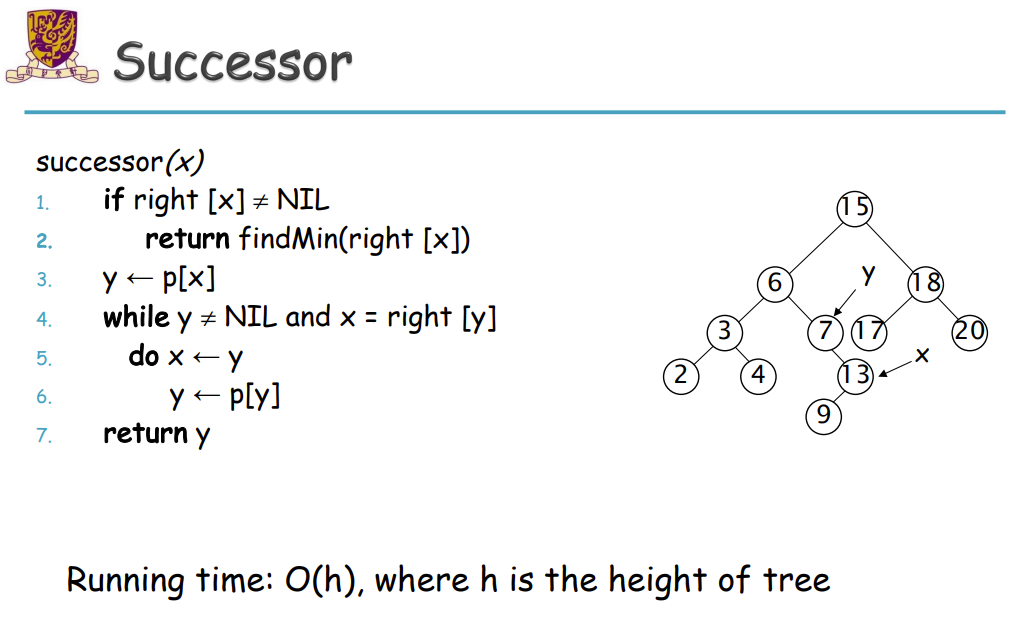 Successor
successor(x)
1. if right [x] ≠ NIL
2. return findMin(right [x])
3. y ← p[x]
4. while y ≠ NIL and x = right [y]
5. do x ← y
6. y ← p[y]
7. return y
15
6 y 18
3 7 17 20
x
2 4 13
9
Running time: O(h), where h is the height of tree